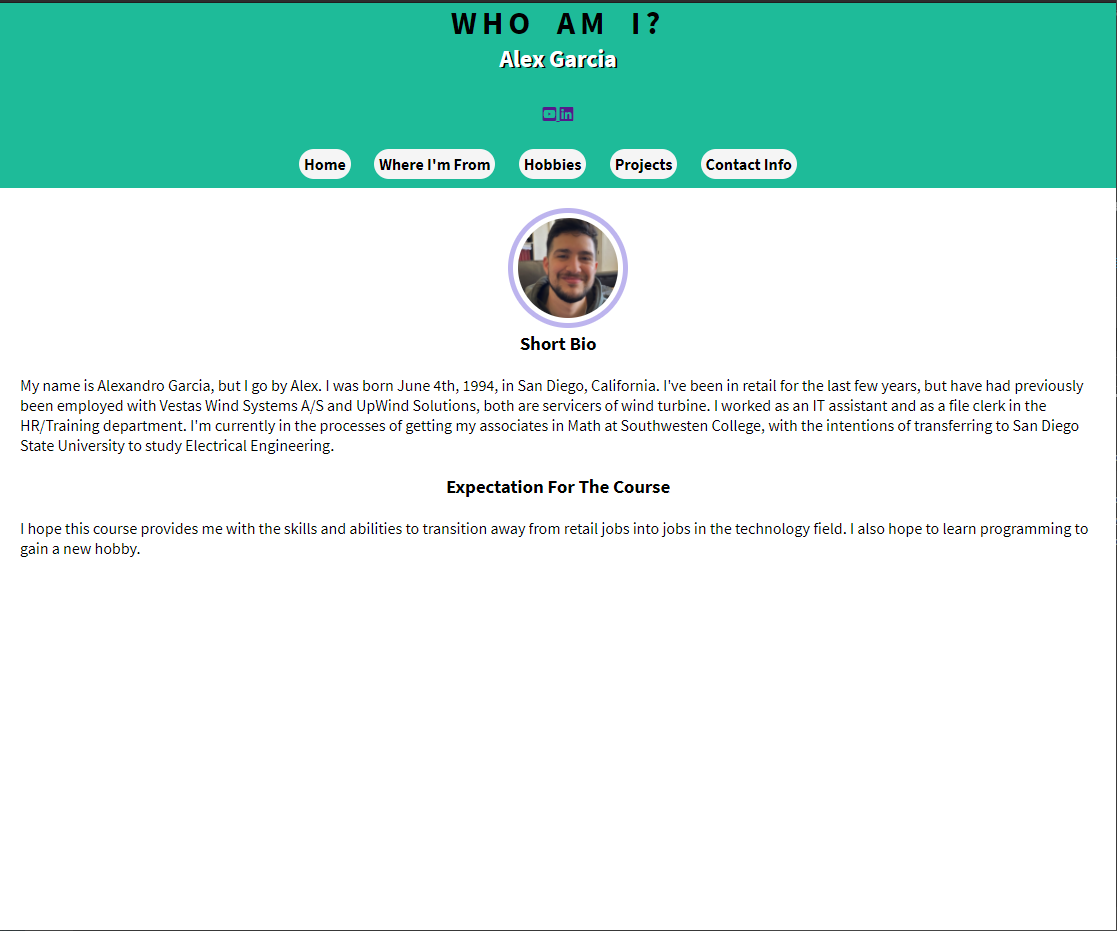 WHO AM I?
Alex Garcia
in
Home Where I'm From Hobbies Projects Contact Info
Short Bio
My name is Alexandro Garcia, but I go by Alex. I was born June 4th, 1994, in San Diego, California. I've been in retail for the last few years, but have had previously
been employed with Vestas Wind Systems A/S and UpWind Solutions, both are servicers of wind turbine. I worked as an IT assistant and as a file clerk in the
HR/Training department. I'm currently in the processes of getting my associates in Math at Southwesten College, with the intentions of transferring to San Diego
State University to study Electrical Engineering.
Expectation For The Course
I hope this course provides me with the skills and abilities to transition away from retail jobs into jobs in the technology field. I also hope to learn programming to
gain a new hobby.